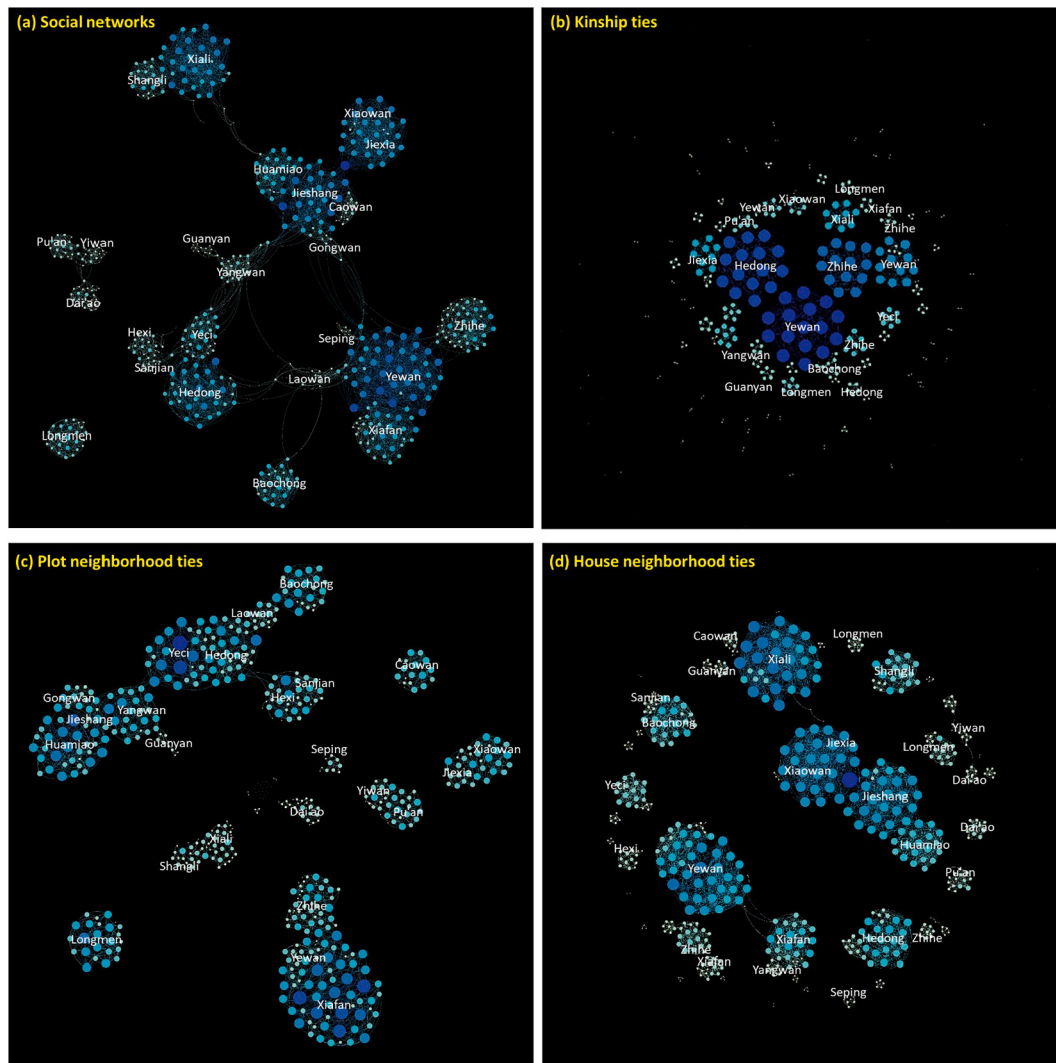 (a) Social networks
Xiali
Shangli
Xiaowan
Jiexia
Huamiao
Jieshang
Caowan
Guanyan
Gongwan
Pu'an
Yiwan
Yangwan
Dai'ao
Hexi
Yeci
Seping
Zhihe
Sanjian
Laowan
Yewan
Hedong
Longmen
Xiafan
Baochong
(b) Kinship ties
Longmen
Xiaowan
Yewan
Xiafan
Pu'an
Xiali
Zhihe
Jiexia
Hedong
Zhihe
Yewan
Yewan
Yeci
Zhihe
Yangwan
Baochong
Guanyan
Longmen
Hedong
(c) Plot neighborhood ties
Baochong
Laowan
Yeci
Hedong
Caowan
Sanjian
Hexi
Gongwan
Yangwan
Jieshang
Huamiao
Guanyan
Seping
Xiaowan
Jiexia
Yiwan
Pu'an
Dai'ao
Xiali
Shangli
Zhihe
Longmen
Yewan
Xiafan
(d) House neighborhood ties
Caowan
Longmen
Xiali
Guanyan
Shangli
Sanjian
Baochong
Yiwan
Jiexia
Longmen
Xiaowan
Dai'ao
Yeci
Jieshang
Dai'ao
Huamiao
Hexi
Yewan
Pu'an
Hedong
Zhihe
Xiafan
Zhihe
Xiafan
Yangwan
Seping